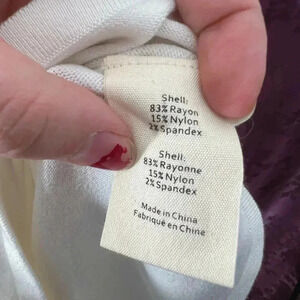 Shell:
83% Rayon
15% Nylon
2% Spandex
Shell:
83% Rayonne
15% Nylon
2% Spandex
Made in China
Fabriqué en Chine